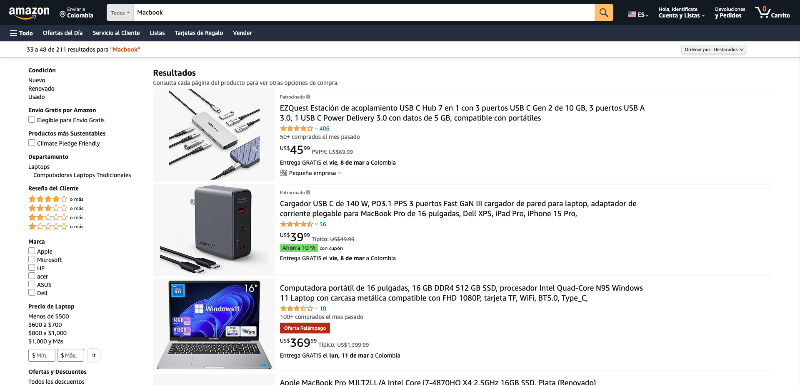 amazon
Enviar a
Colombia
Todos
Macbook
ES
Hola, Identifícate
Cuenta y Listas
Devoluciones
y Pedidos
0
Carrito
Todo
Ofertas del Día
Servicio al Cliente
Listas
Tarjetas de Regalo
Vender
33 a 48 de 211 resultados para "Macbook"
Ordenar por: Destacados
Condición
Nuevo
Renovado
Usado
Envío Gratis por Amazon
Elegible para Envío Gratis
Productos más Sustentables
Climate Pledge Friendly
Departamento
Laptops
Computadoras Laptops Tradicionales
Reseña del Cliente
o más
o más
o más
o más
Marca
Apple
Microsoft
HP
acer
ASUS
Dell
Precio de Laptop
Menos de $500
$600 a $700
$800 a $1,000
$1,000 y Más
$ Mín.
$ Máx.
Ir
Ofertas y Descuentos
Todos los descuentos
Resultados
Consulta cada página del producto para ver otras opciones de compra.
Patrocinado
EZQuest Estación de acoplamiento USB C Hub 7 en 1 con 3 puertos USB C Gen 2 de 10 GB, 3 puertos USB A
3.0, 1 USB C Power Delivery 3.0 con datos de 5 GB, compatible con portátiles
406
50+ comprados el mes pasado
US$45.99 PVPR: US$69.99
Entrega GRATIS el vie, 8 de mar a Colombia
Pequeña empresa
Patrocinado
Cargador USB C de 140 W, PD3.1 PPS 3 puertos Fast GaN III cargador de pared para laptop, adaptador de
corriente plegable para MacBook Pro de 16 pulgadas, Dell XPS, iPad Pro, iPhone 15 Pro,
56
US$39.99 Típico: US$49.99
Ahorra 10 % con cupón
Entrega GRATIS el vie, 8 de mar a Colombia
16"
Windows11
Computadora portátil de 16 pulgadas, 16 GB DDR4 512 GB SSD, procesador Intel Quad-Core N95 Windows
11 Laptop con carcasa metálica compatible con FHD 1080P, tarjeta TF, WiFi, BT5.0, Type_C,
10
100+ comprados el mes pasado
Oferta Relámpago
US$369.99 Típico: US$1,999.99
Entrega GRATIS el lun, 11 de mar a Colombia
Apple MacBook Pro MJLT2LL/A Intel Core i7-4870HQ X4 2.5GHz 16GB SSD, Plata (Renovado)